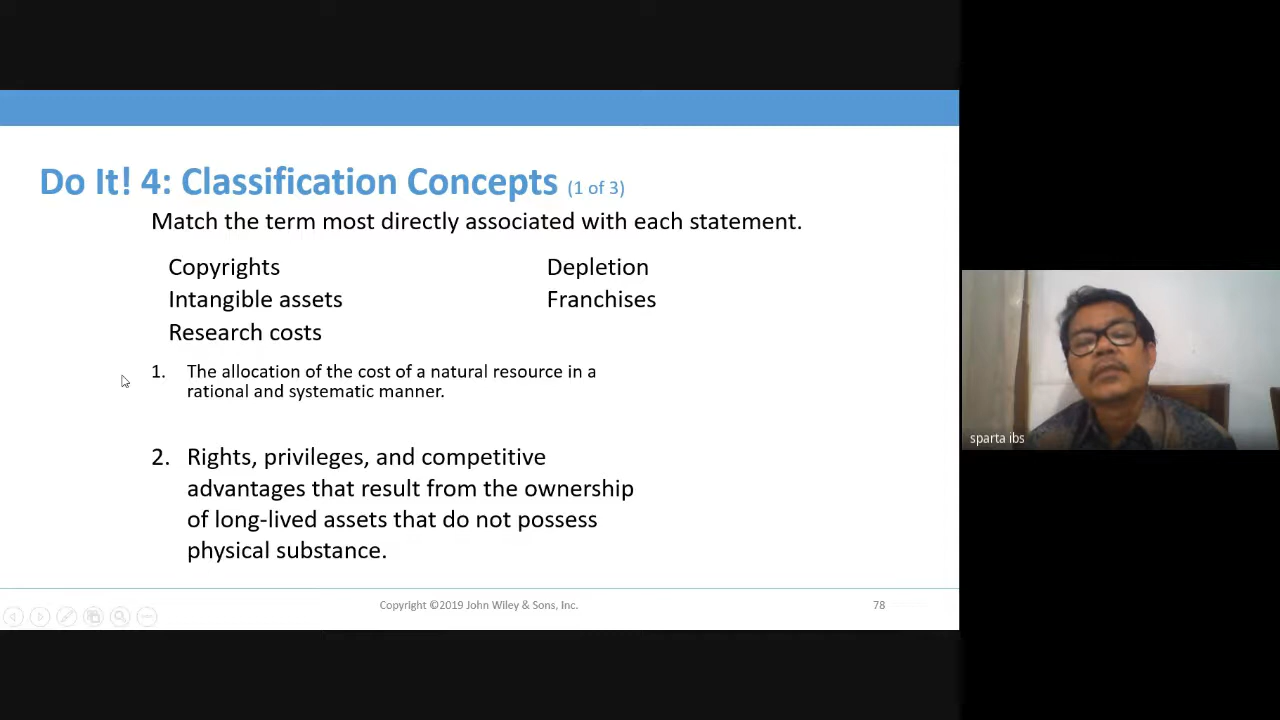 Do It! 4: Classification Concepts (1 of 3)
Match the term most directly associated with each statement.
Copyrights
Intangible assets
Research costs
Depletion
Franchises
1. The allocation of the cost of a natural resource in a
rational and systematic manner.
2. Rights, privileges, and competitive
advantages that result from the ownership
of long-lived assets that do not possess
physical substance.
Copyright ©2019 John Wiley & Sons, Inc.
78
sparta ibs